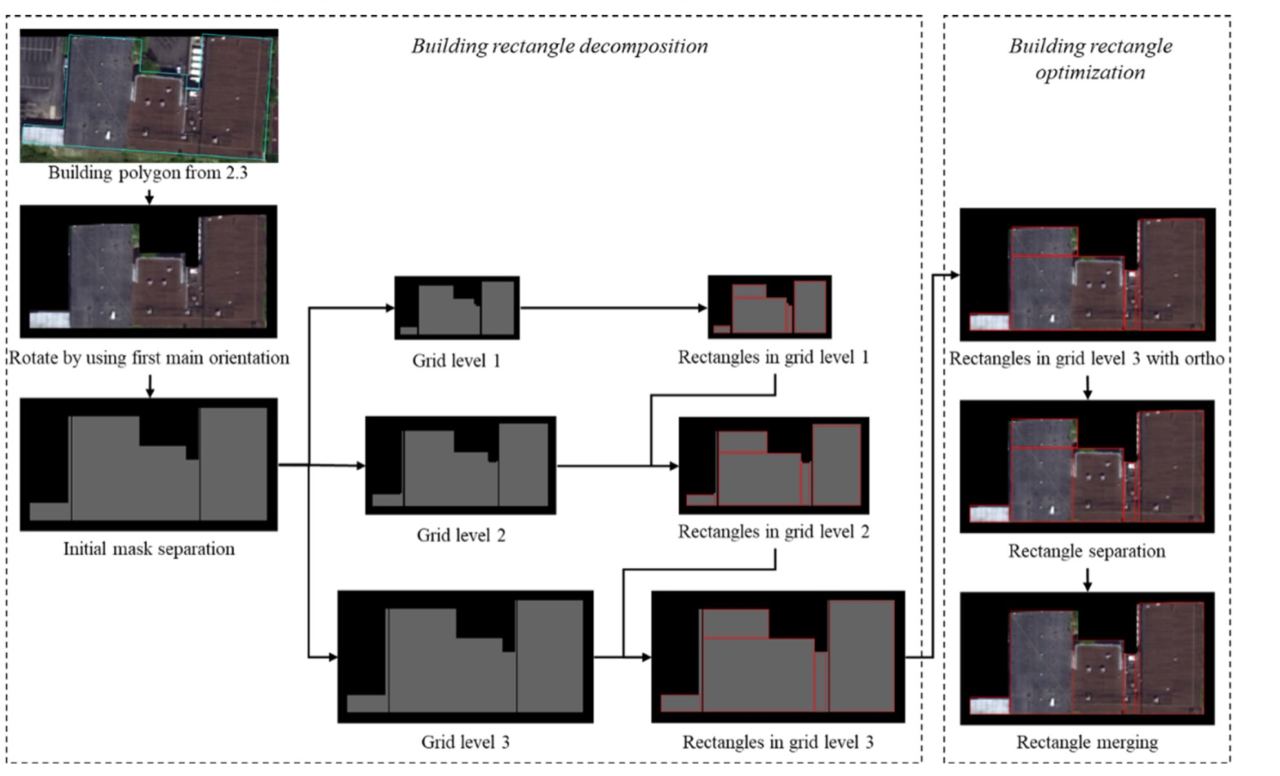 Building rectangle decomposition
Building polygon from 2.3
Rotate by using first main orientation
Initial mask separation
Grid level 1
Rectangles in grid level 1
Grid level 2
Rectangles in grid level 2
Grid level 3
Rectangles in grid level 3
Building rectangle
optimization
Rectangles in grid level 3 with ortho
Rectangle separation
Rectangle merging